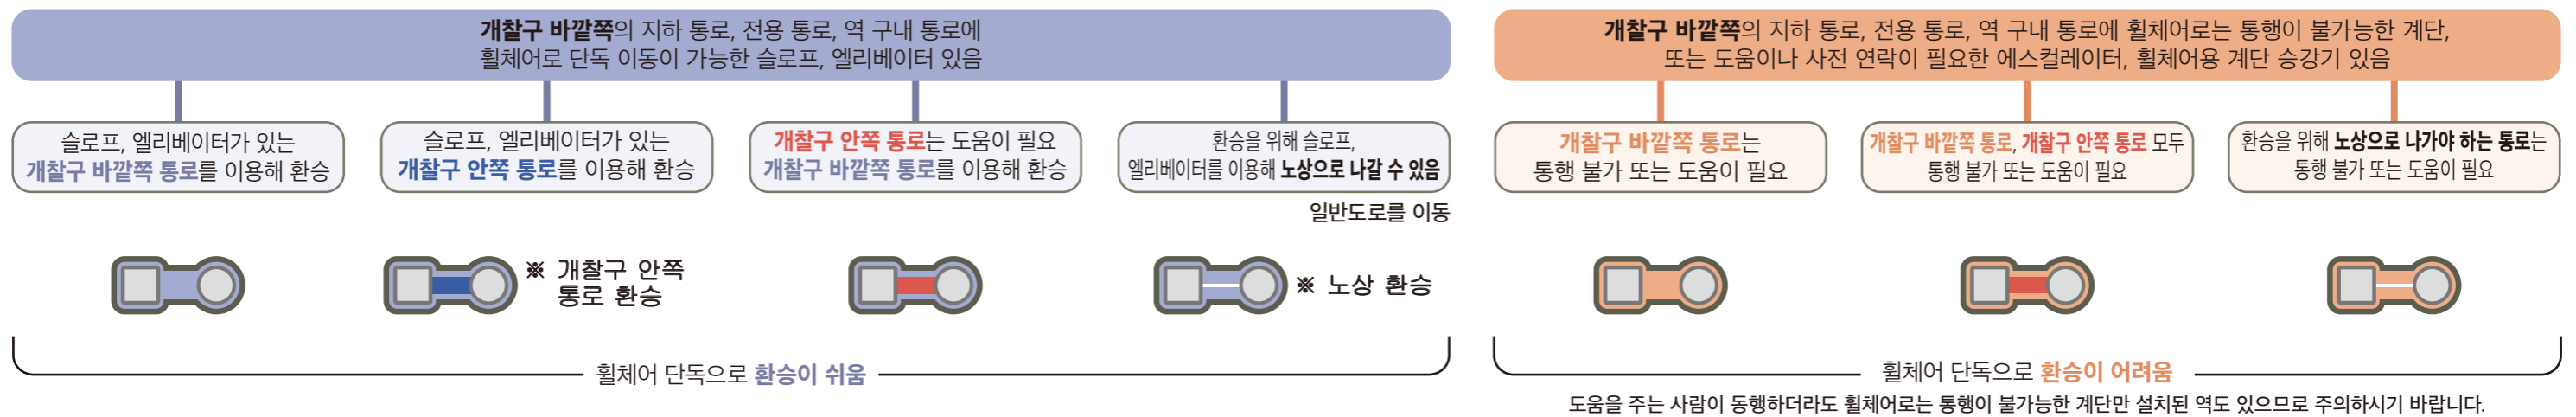 개찰구 바깥쪽의 지하 통로, 전용 통로, 역 구내 통로에
휠체어로 단독 이동이 가능한 슬로프, 엘리베이터 있음
슬로프, 엘리베이터가 있는
개찰구 바깥쪽 통로를 이용해 환승
슬로프, 엘리베이터가 있는
개찰구 안쪽 통로를 이용해 환승
개찰구 안쪽 통로는 도움이 필요
개찰구 바깥쪽 통로를 이용해 환승
환승을 위해 슬로프,
엘리베이터를 이용해 노상으로 나갈 수 있음
일반도로를 이동
※ 개찰구 안쪽
통로 환승
※ 노상 환승
휠체어 단독으로 환승이 쉬움
개찰구 바깥쪽의 지하 통로, 전용 통로, 역 구내 통로에 휠체어로는 통행이 불가능한 계단,
또는 도움이나 사전 연락이 필요한 에스컬레이터, 휠체어용 계단 승강기 있음
개찰구 바깥쪽 통로는
통행 불가 또는 도움이 필요
개찰구 바깥쪽 통로, 개찰구 안쪽 통로 모두
통행 불가 또는 도움이 필요
환승을 위해 노상으로 나가야 하는 통로는
통행 불가 또는 도움이 필요
휠체어 단독으로 환승이 어려움
도움을 주는 사람이 동행하더라도 휠체어로는 통행이 불가능한 계단만 설치된 역도 있으므로 주의하시기 바랍니다.